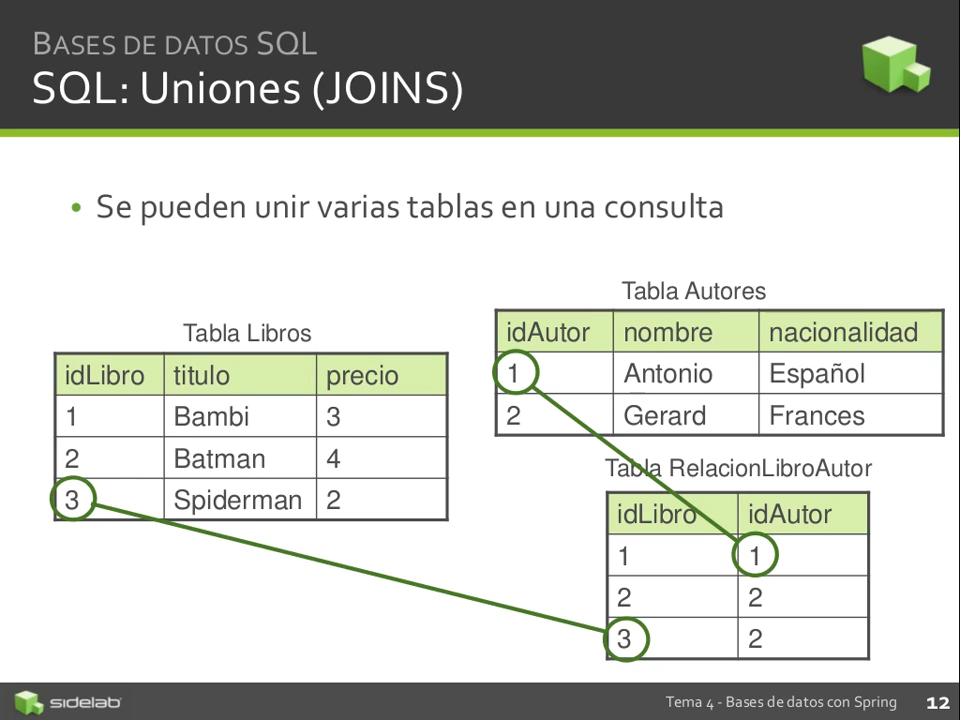 BASES DE DATOS SQL
SQL: Uniones (JOINS)
• Se pueden unir varias tablas en una consulta
Tabla Libros
idLibro titulo precio
1 Bambi 3
2 Batman 4
3 Spiderman 2
Tabla Autores
idAutor nombre nacionalidad
1 Antonio Español
2 Gerard Frances
Tabla RelacionLibroAutor
idLibro idAutor
1 1
2 2
3 2
sidelab
Tema 4 - Bases de datos con Spring 12